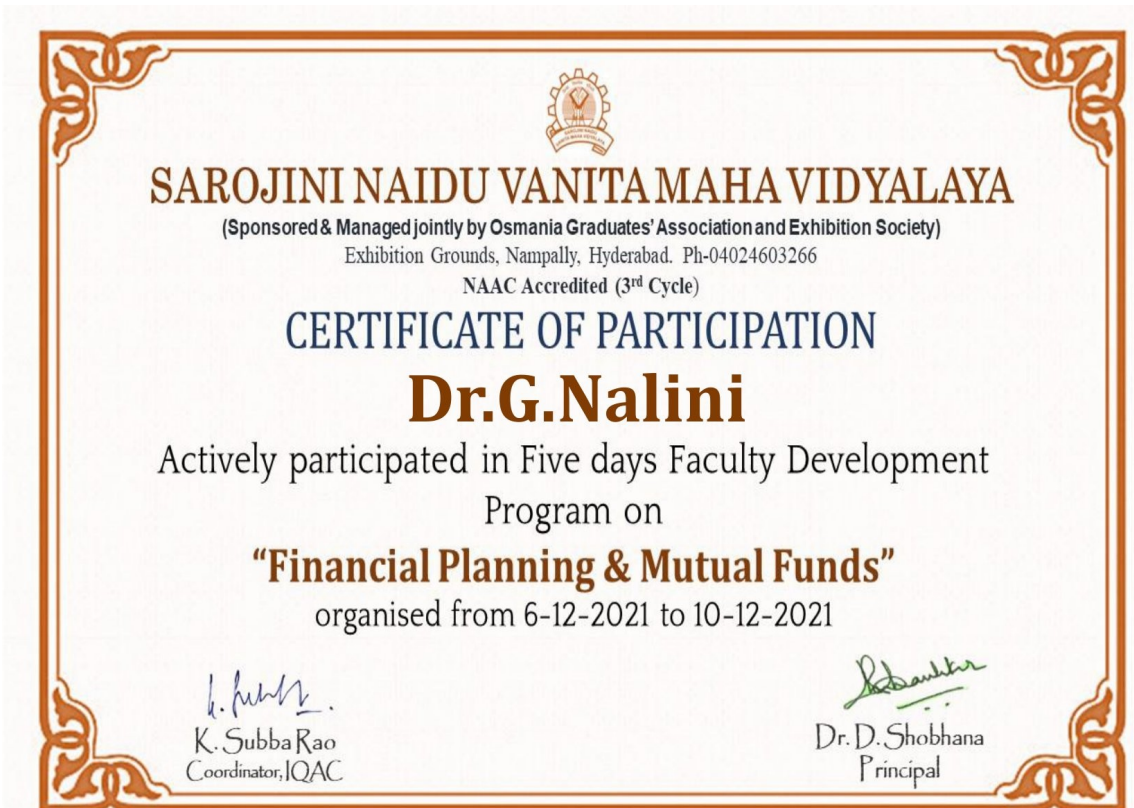 SAROJINI NAIDU VANITA MAHA VIDYALAYA
(Sponsored & Managed jointly by Osmania Graduates' Association and Exhibition Society)
Exhibition Grounds, Nampally, Hyderabad. Ph-04024603266
NAAC Accredited (3rd Cycle)
CERTIFICATE OF PARTICIPATION
Dr.G.Nalini
Actively participated in Five days Faculty Development
Program on
“Financial Planning & Mutual Funds”
organised from 6-12-2021 to 10-12-2021
K. Subba Rao
Coordinator, IQAC
Dr. D. Shobhana
Principal